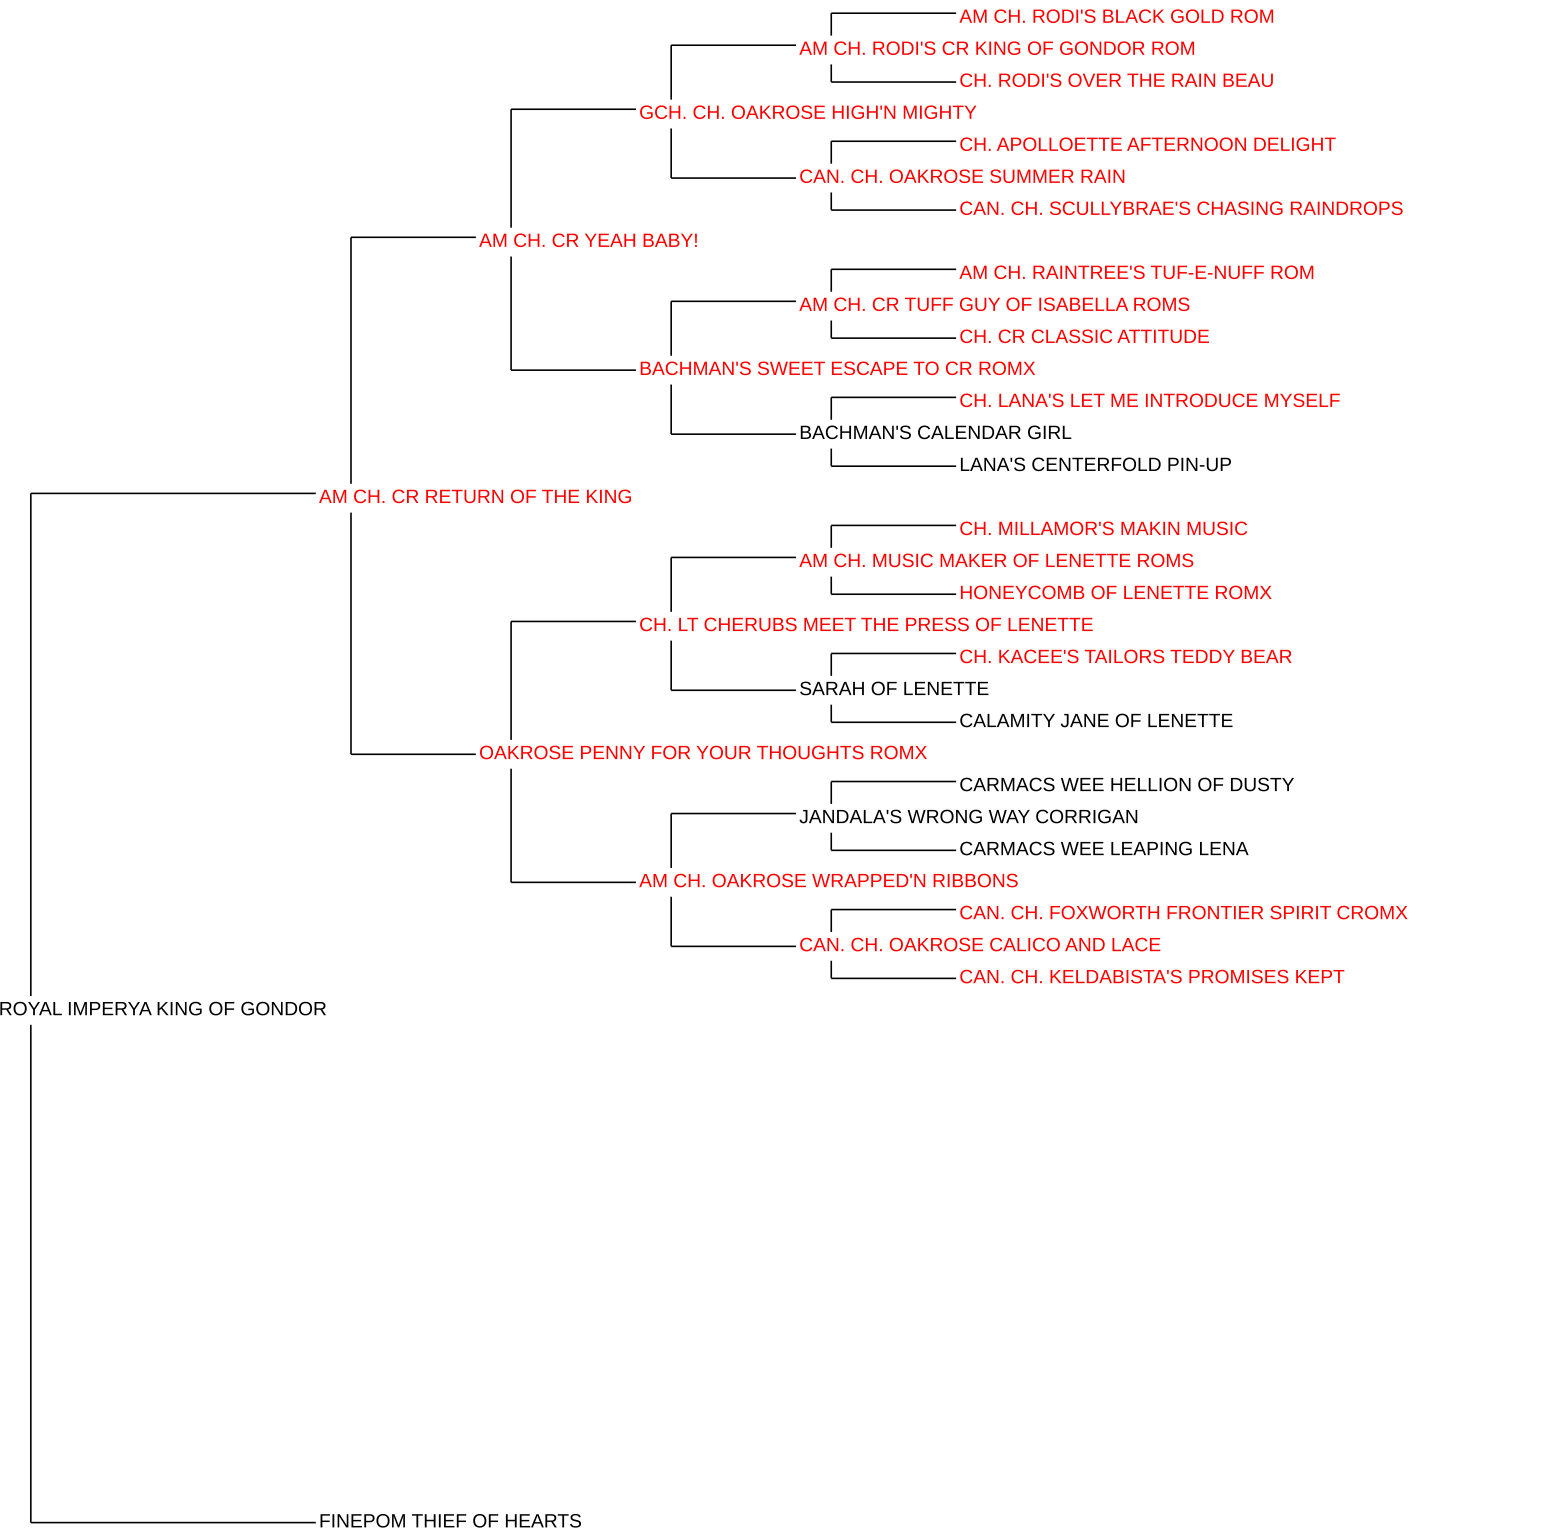 AM CH. RODI'S BLACK GOLD ROM
AM CH. RODI'S CR KING OF GONDOR ROM
CH. RODI'S OVER THE RAIN BEAU
GCH. CH. OAKROSE HIGH'N MIGHTY
CH. APOLLOETTE AFTERNOON DELIGHT
CAN. CH. OAKROSE SUMMER RAIN
CAN. CH. SCULLYBRAE'S CHASING RAINDROPS
AM CH. CR YEAH BABY!
AM CH. RAINTREE'S TUF-E-NUFF ROM
AM CH. CR TUFF GUY OF ISABELLA ROMS
CH. CR CLASSIC ATTITUDE
BACHMAN'S SWEET ESCAPE TO CR ROMX
CH. LANA'S LET ME INTRODUCE MYSELF
BACHMAN'S CALENDAR GIRL
LANA'S CENTERFOLD PIN-UP
AM CH. CR RETURN OF THE KING
CH. MILLAMOR'S MAKIN MUSIC
AM CH. MUSIC MAKER OF LENETTE ROMS
HONEYCOMB OF LENETTE ROMX
CH. LT CHERUBS MEET THE PRESS OF LENETTE
CH. KACEE'S TAILORS TEDDY BEAR
SARAH OF LENETTE
CALAMITY JANE OF LENETTE
OAKROSE PENNY FOR YOUR THOUGHTS ROMX
CARMACS WEE HELLION OF DUSTY
JANDALA'S WRONG WAY CORRIGAN
CARMACS WEE LEAPING LENA
AM CH. OAKROSE WRAPPED'N RIBBONS
CAN. CH. FOXWORTH FRONTIER SPIRIT CROMX
CAN. CH. OAKROSE CALICO AND LACE
CAN. CH. KELDABISTA'S PROMISES KEPT
ROYAL IMPERYA KING OF GONDOR
FINEPOM THIEF OF HEARTS